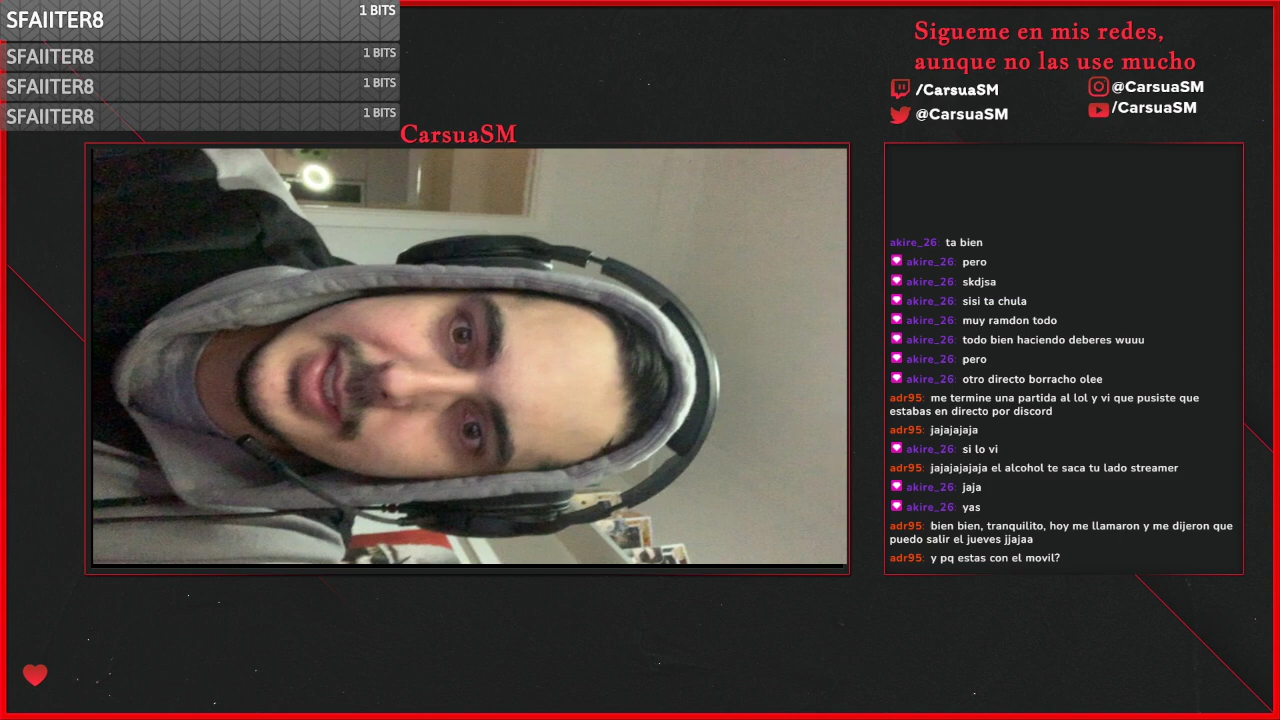 SFAIITER8 1 BITS
SFAIITER8 1 BITS
SFAIITER8 1 BITS
SFAIITER8 1 BITS
CarsuaSM
Sigueme en mis redes,
aunque no las use mucho
/CarsuaSM @CarsuaSM
@CarsuaSM /CarsuaSM
akire_26: ta bien
akire_26: pero
akire_26: skdjsa
akire_26: sisi ta chula
akire_26: muy ramdon todo
akire_26: todo bien haciendo deberes wuuu
akire_26: pero
akire_26: otro directo borracho olee
adr95: me termine una partida al lol y vi que pusiste que
estabas en directo por discord
adr95: jajajajaja
akire_26: si lo vi
adr95: jajajajajaja el alcohol te saca tu lado streamer
akire_26: jaja
akire_26: yas
adr95: bien bien, tranquilito, hoy me llamaron y me dijeron que
puedo salir el jueves jjajaa
adr95: y pq estas con el movil?